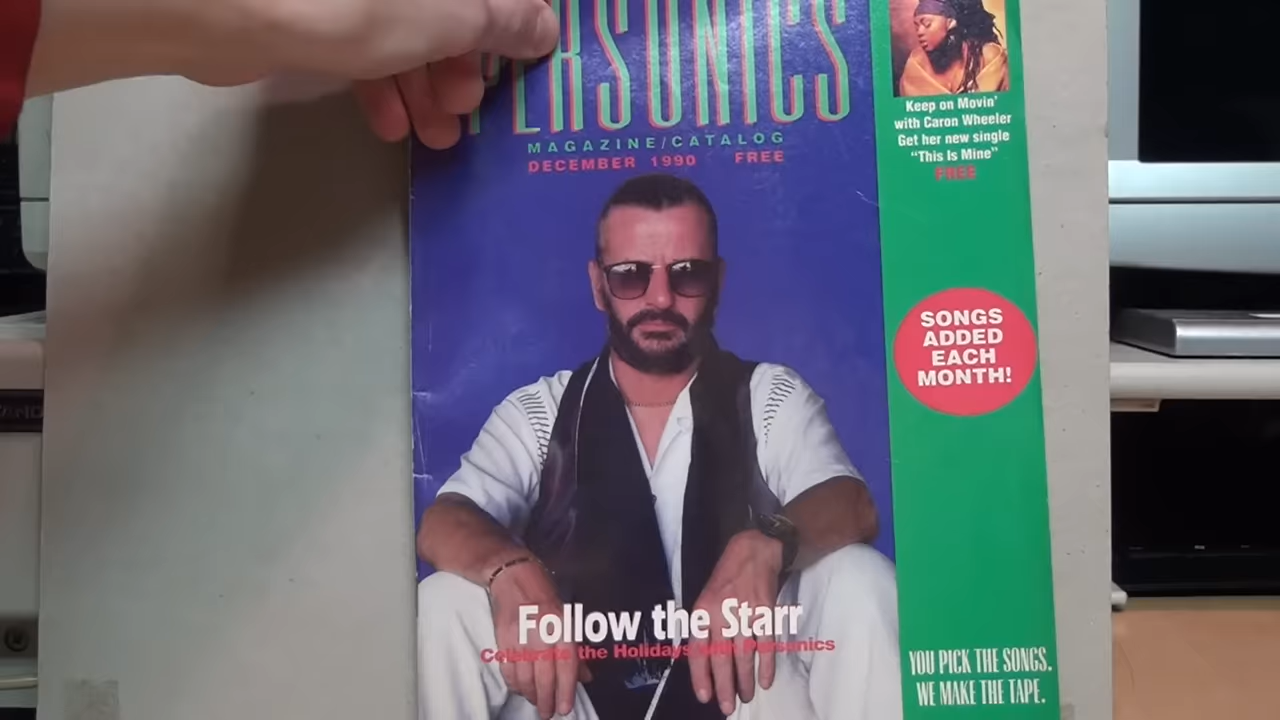 PERSONICS
MAGAZINE/CATALOG
DECEMBER 1990 FREE
Keep on Movin'
with Caron Wheeler
Get her new single
"This Is Mine"
FREE
SONGS
ADDED
EACH
MONTH!
Follow the Starr
Celebrate the Holidays with Personics
YOU PICK THE SONGS.
WE MAKE THE TAPE.